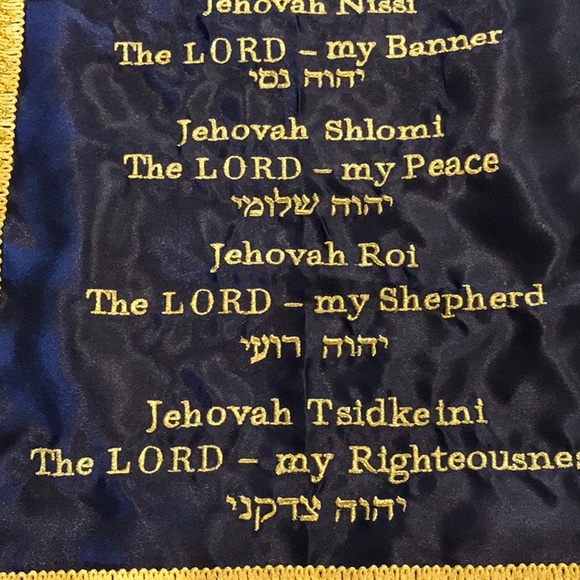 Jehovah Nissi
The LORD – my Banner
יהוה נסי
Jehovah Shlomi
The LORD – my Peace
יהוה שלומי
Jehovah Roi
The LORD – my Shepherd
יהוה רועי
Jehovah Tsidkeini
The LORD – my Righteousne
יהוה צדקני